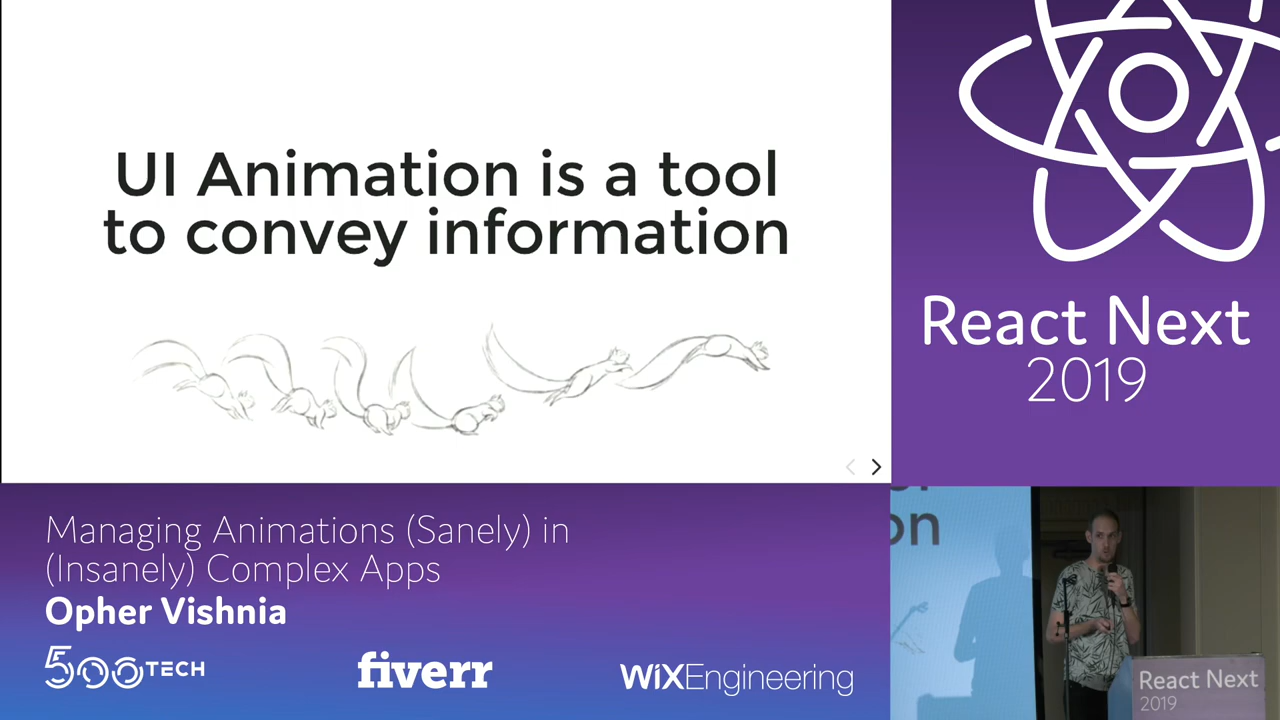 UI Animation is a tool
to convey information
React Next
2019
Managing Animations (Sanely) in
(Insanely) Complex Apps
Opher Vishnia
500TECH
fiverr
WiXEngineering
on
React Next
2019